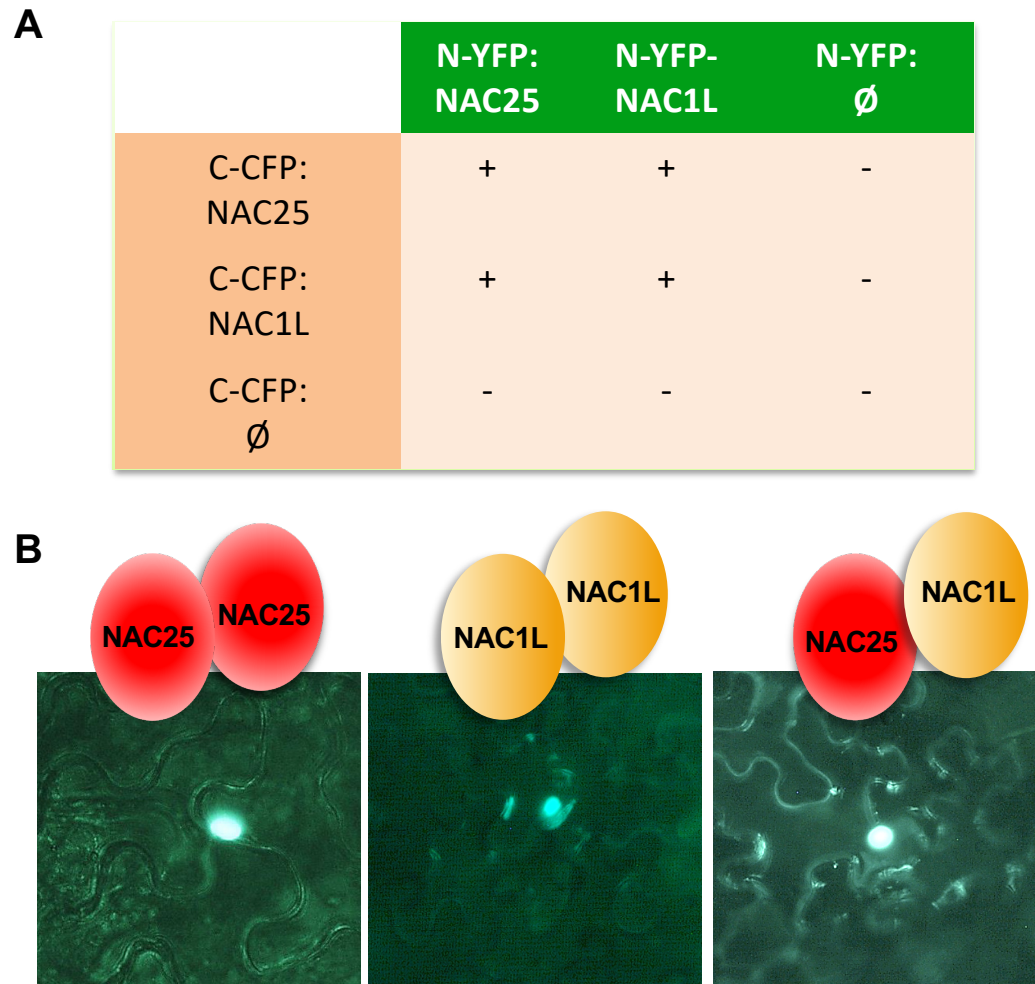 A
N-YFP: N-YFP- N-YFP:
NAC25 NAC1L Ø
C-CFP: + + -
NAC25
C-CFP: + + -
NAC1L
C-CFP: - - -
Ø
B
NAC25 NAC25 NAC1L NAC1L NAC25 NAC1L